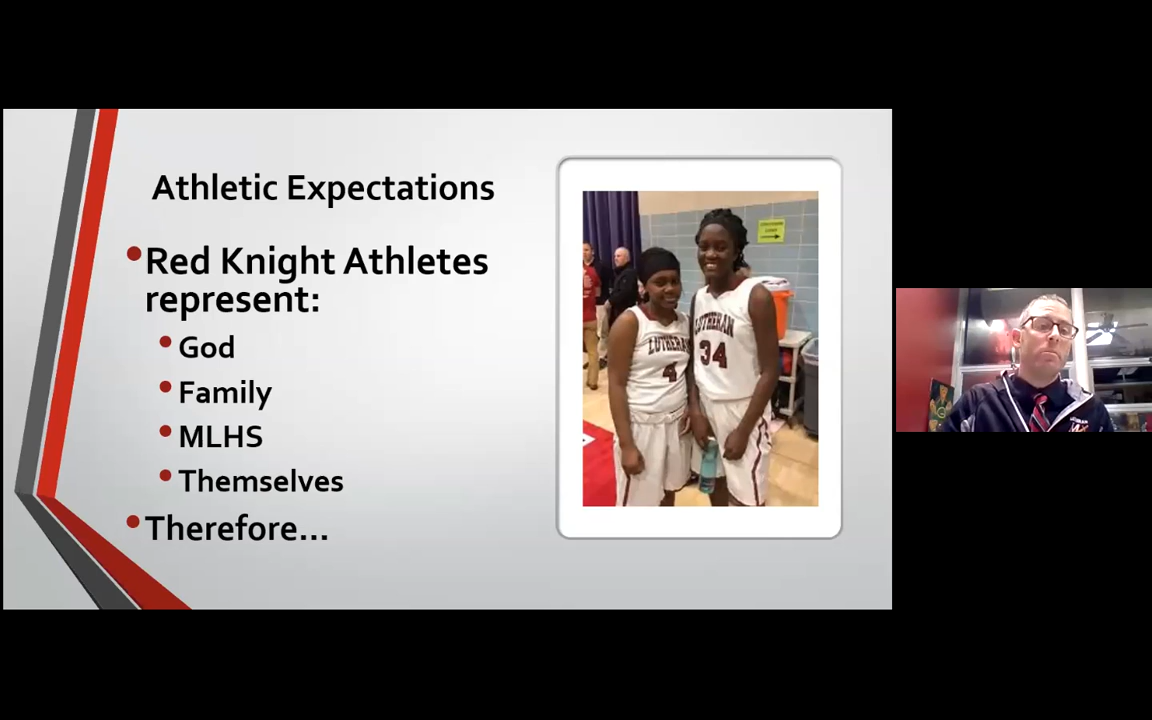 Athletic Expectations
Red Knight Athletes
represent:
God
Family
MLHS
Themselves
Therefore...
LUTHERAN
4
LUTHERAN
34